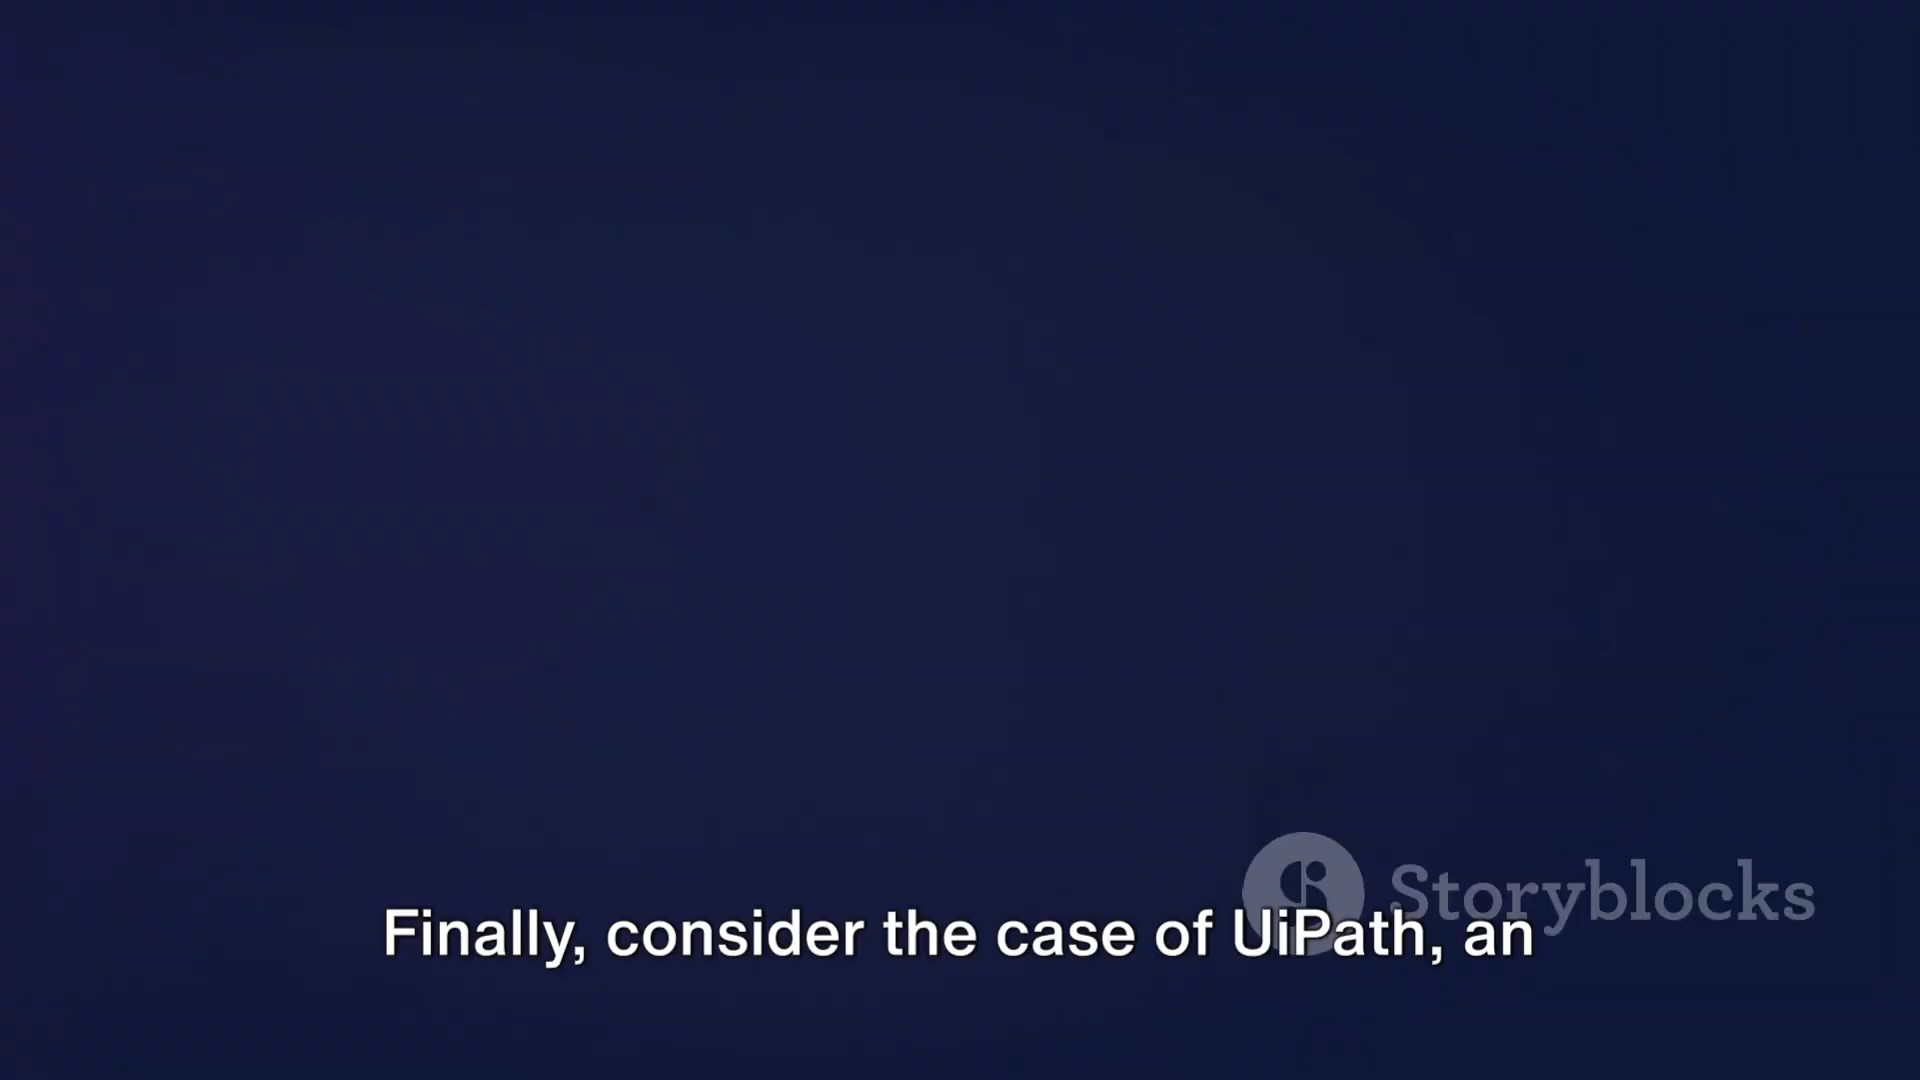 Storyblocks
Finally, consider the case of UiPath, an